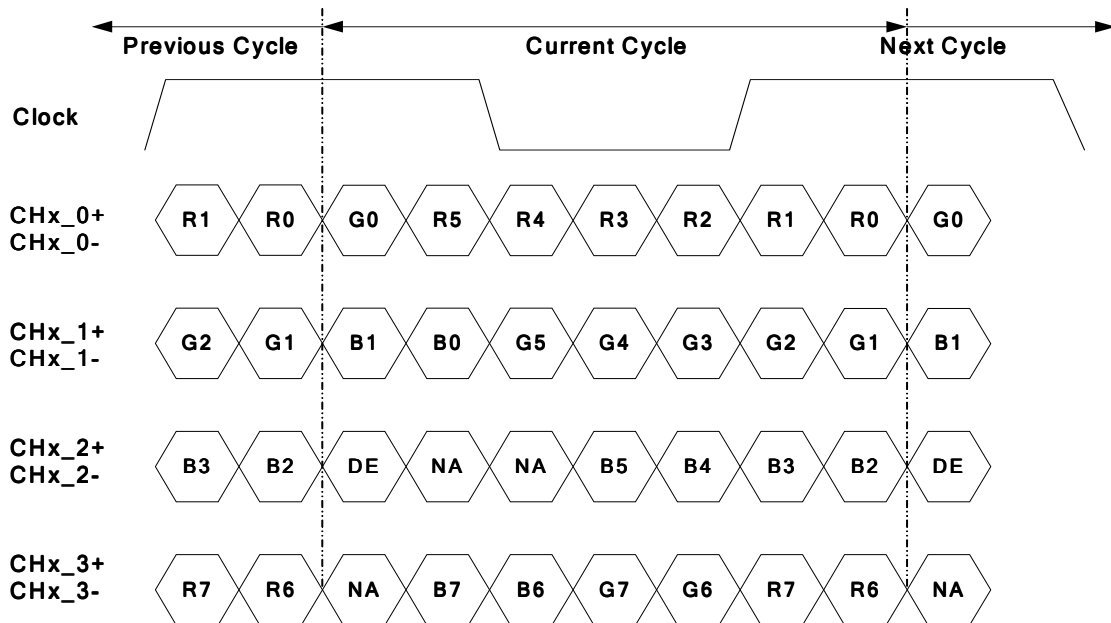 Previous Cycle Current Cycle Next Cycle
Clock
CHx_0+
CHx_0-
R1 R0 G0 R5 R4 R3 R2 R1 R0 G0
CHx_1+
CHx_1-
G2 G1 B1 B0 G5 G4 G3 G2 G1 B1
CHx_2+
CHx_2-
B3 B2 DE NA NA B5 B4 B3 B2 DE
CHx_3+
CHx_3-
R7 R6 NA B7 B6 G7 G6 R7 R6 NA